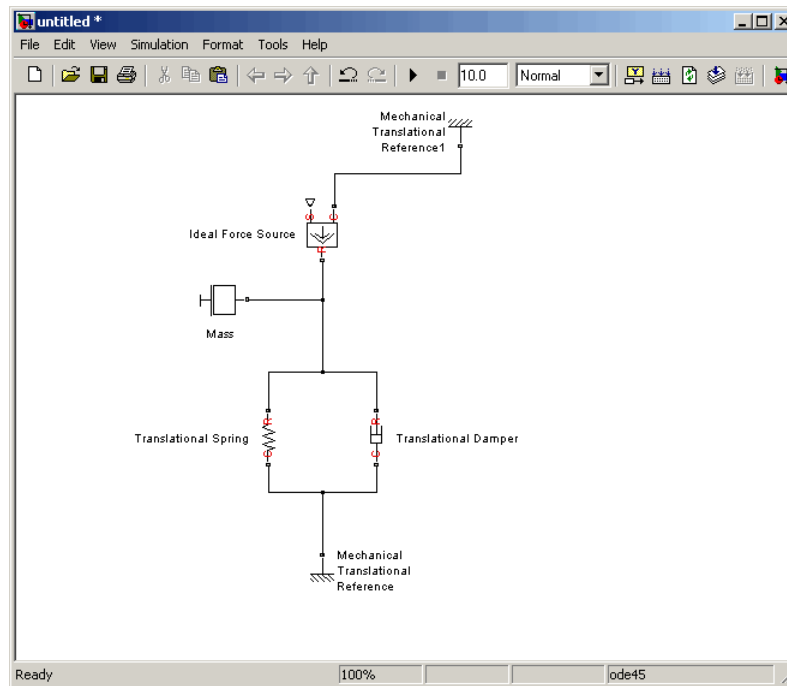 untitled *
File Edit View Simulation Format Tools Help
10.0 Normal
Mechanical
Translational
Reference1
S C
Ideal Force Source
R
Mass
R R
Translational Spring Translational Damper
C C
Mechanical
Translational
Reference
Ready 100% ode45